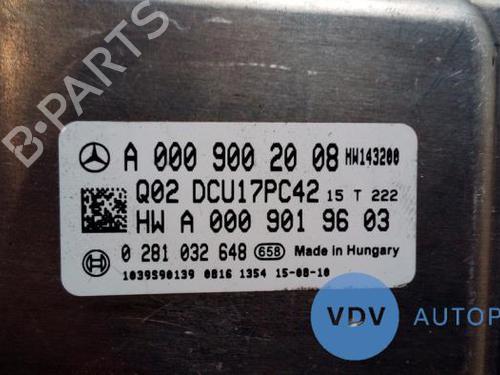 B-PARTS
A 000 900 20 08 HW143200
Q02 DCU17PC42 15 T 222
HW A 000 901 96 03
0 281 032 648 658 Made in Hungary
1039S90139 0816 1354 15-08-10
VDV AUTOP